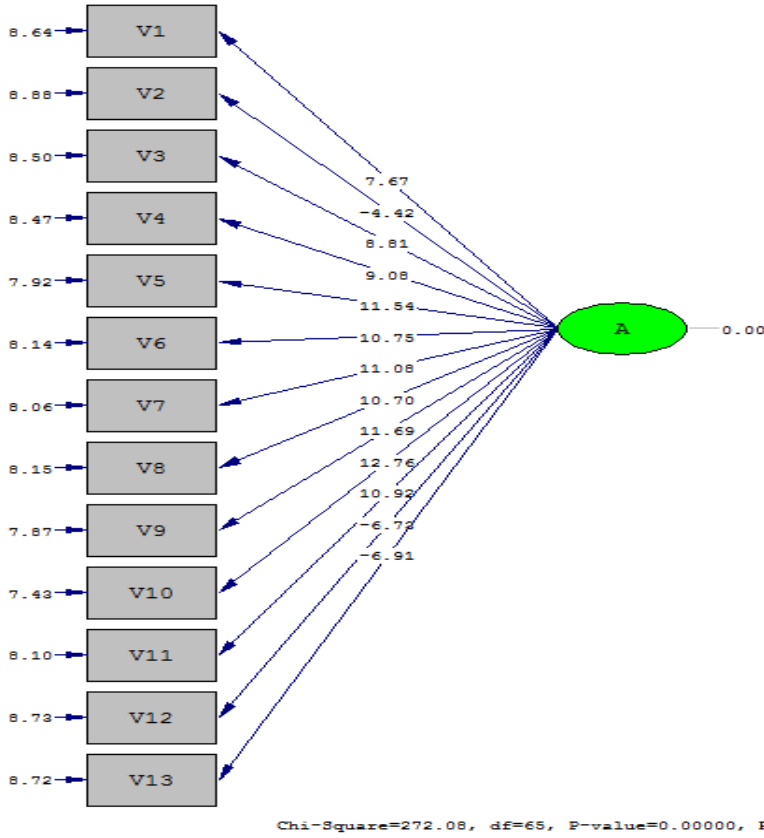 8.64 V1
8.88 V2
8.50 V3
8.47 V4
7.92 V5
8.14 V6
8.06 V7
8.15 V8
7.87 V9
7.43 V10
8.10 V11
8.73 V12
8.72 V13
7.67
-4.42
8.81
9.08
11.54
10.75
11.08
10.70
11.69
12.76
10.92
-6.73
-6.91
A 0.00
Chi-Square=272.08, df=65, P-value=0.00000,